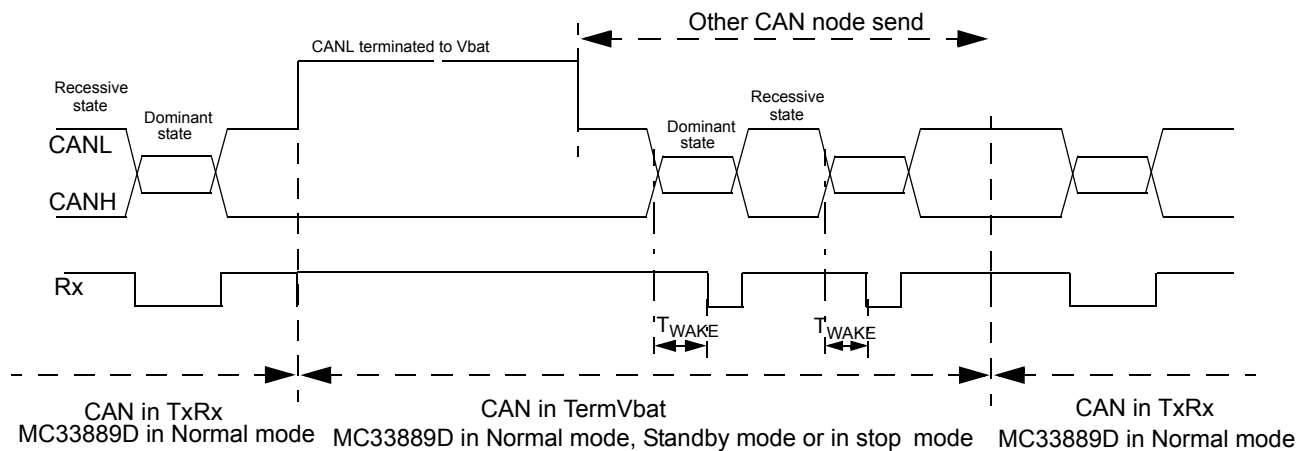 Other CAN node send
CANL terminated to Vbat
Recessive
state
Dominant
state
CANL
CANH
Dominant
state
Recessive
state
Rx
TWAKE
TWAKE
CAN in TxRx
MC33889D in Normal mode
CAN in TermVbat
MC33889D in Normal mode, Standby mode or in stop mode
CAN in TxRx
MC33889D in Normal mode